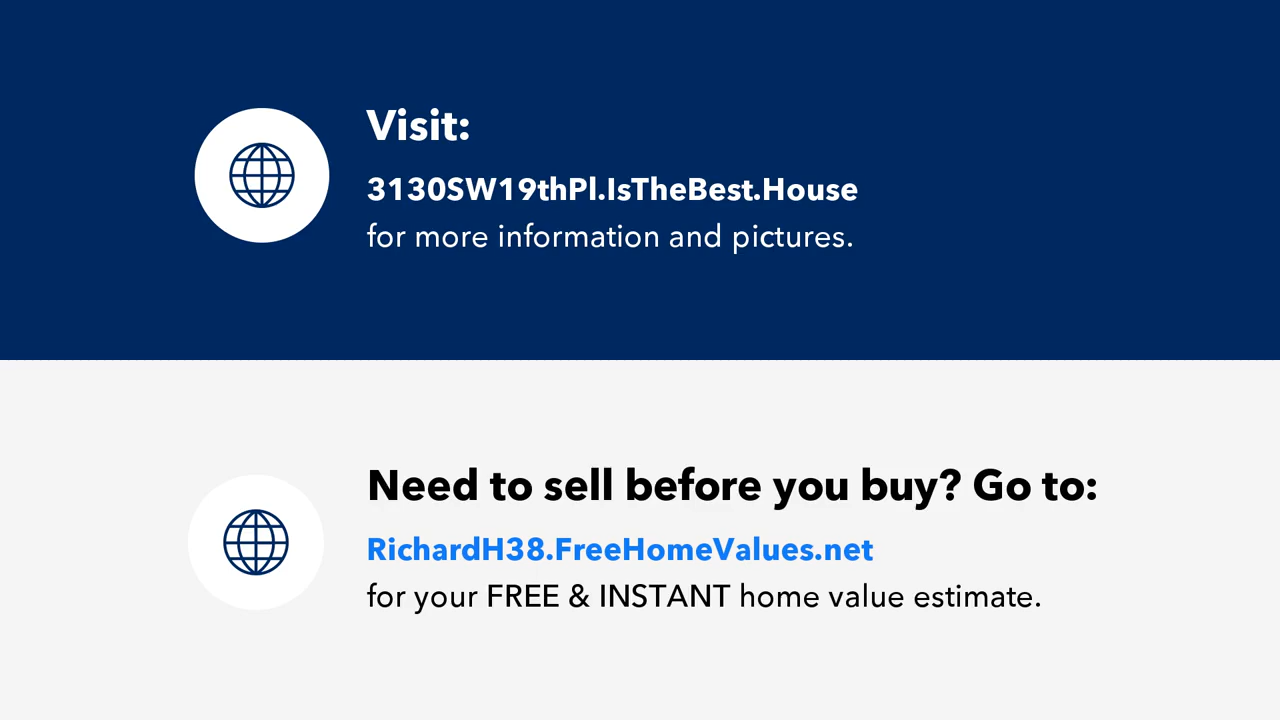 Visit:
3130SW19thPl.IsTheBest.House
for more information and pictures.
Need to sell before you buy? Go to:
RichardH38.FreeHomeValues.net
for your FREE & INSTANT home value estimate.